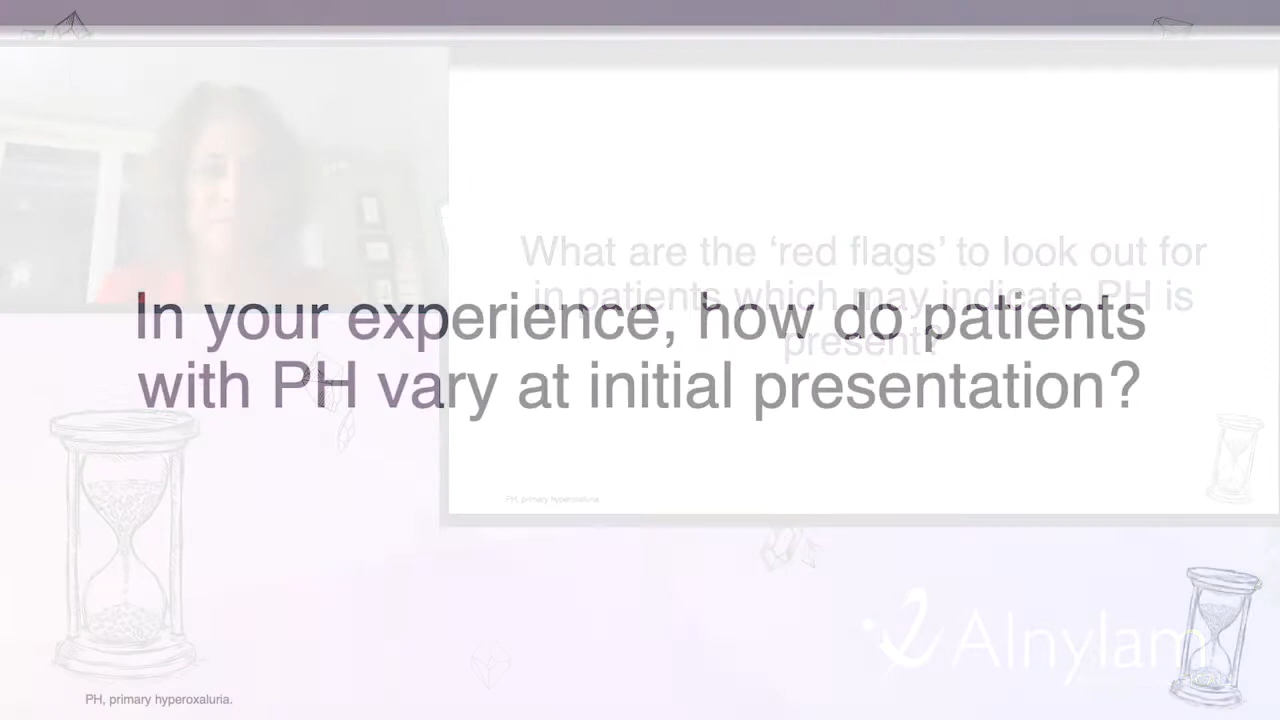 What are the ‘red flags’ to look out for
in patients which may indicate PH is
present?
In your experience, how do patients
with PH vary at initial presentation?
PH, primary hyperoxaluria.
Alnylam
PH, primary hyperoxaluria.